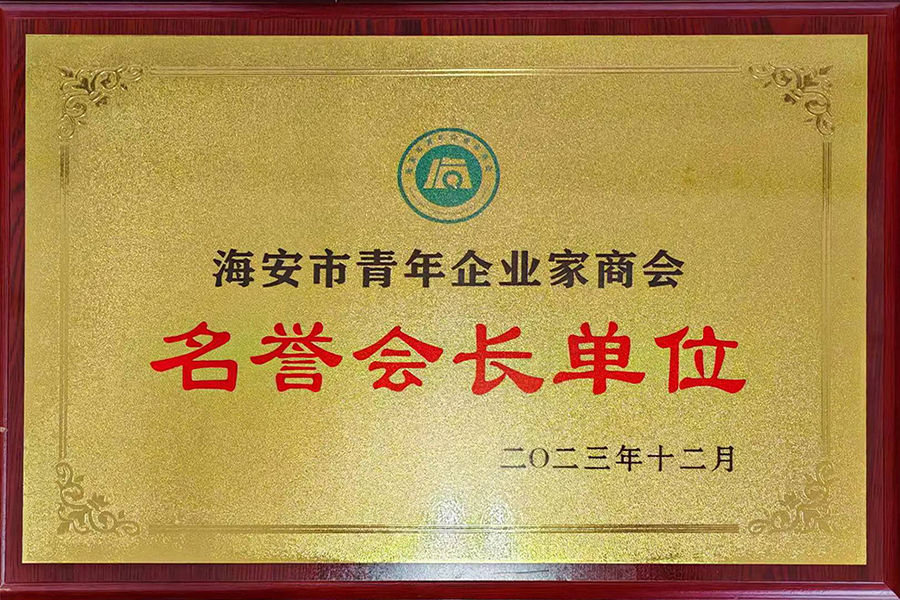 海安市青年企业家商会
名誉会长单位
二〇二三年十二月